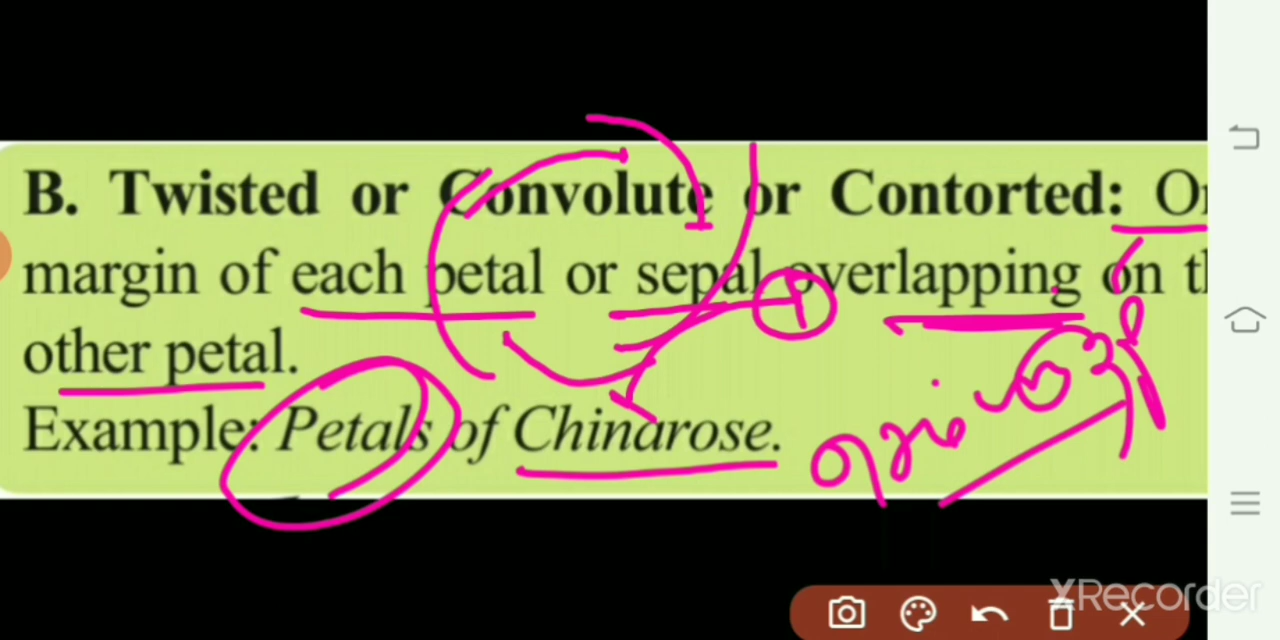 B. Twisted or Convolute or Contorted: On
margin of each petal or sepal overlapping on th
other petal.
Example: Petals of Chinarose.
XRecorder